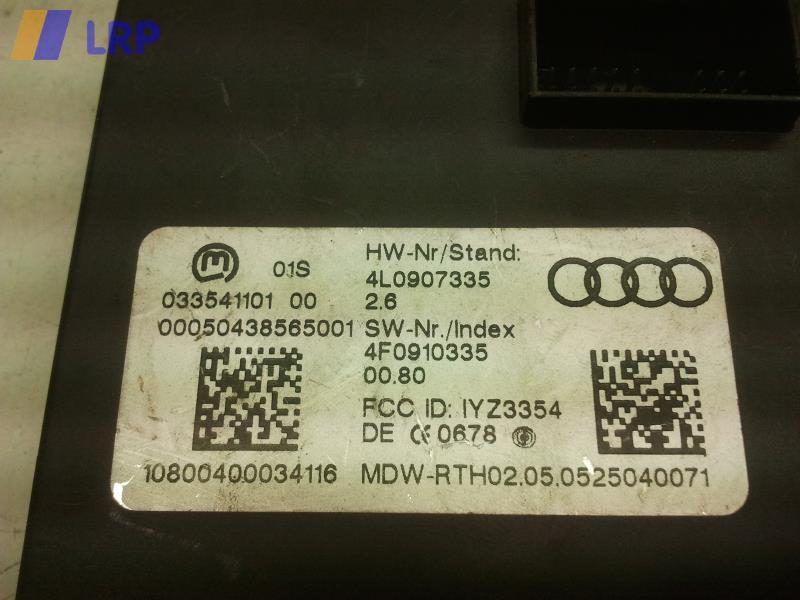 LRP
M 01S
033541101 00
00050438565001
HW-Nr/Stand:
4L0907335
2.6
SW-Nr./Index
4F0910335
00.80
FCC ID: IYZ3354
DE CE 0678
10800400034116
MDW-RTH02.05.0525040071